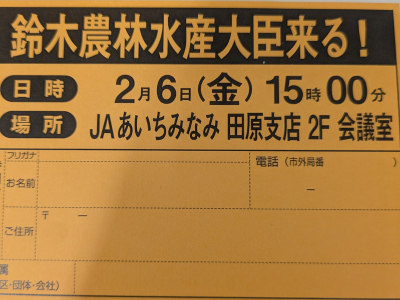 鈴木農林水産大臣来る!
日時 2月6日(金) 15時00分
場所 JAあいちみなみ 田原支店 2F 会議室
フリガナ
お名前
電話(市外局番 )
ー
ご住所 〒 ー
属
区・団体・会社)